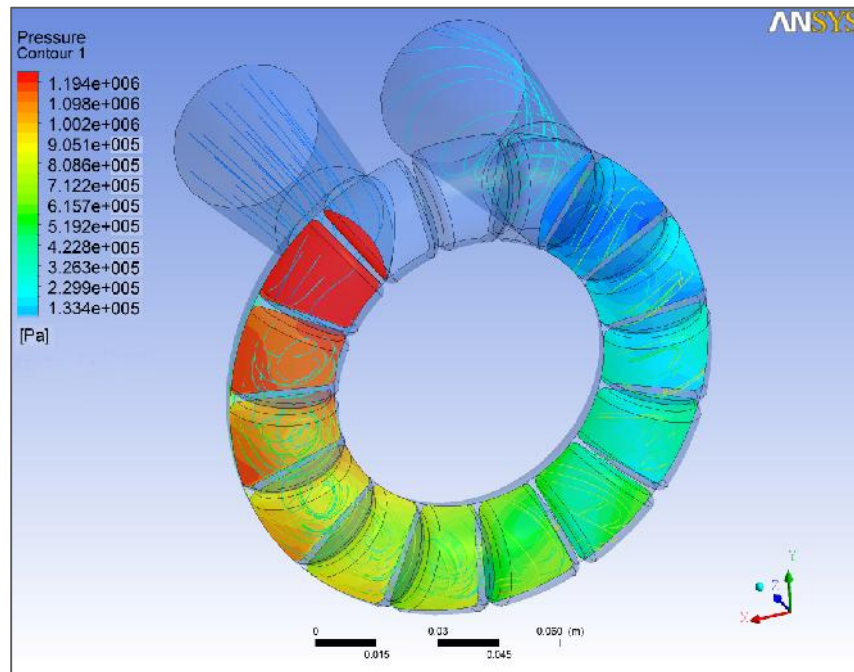 ANSYS
Pressure
Contour 1
1.194e+006
1.098e+006
1.002e+006
9.051e+005
8.086e+005
7.122e+005
6.157e+005
5.192e+005
4.228e+005
3.263e+005
2.299e+005
1.334e+005
[Pa]
Y
Z
X
0 0.03 0.060 (m)
0.015 0.045